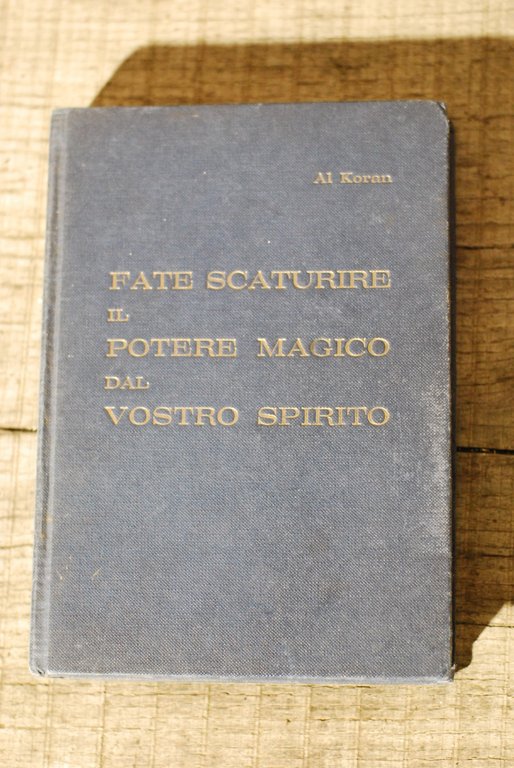 Al Koran
FATE SCATURIRE
IL
POTERE MAGICO
DAL
VOSTRO SPIRITO